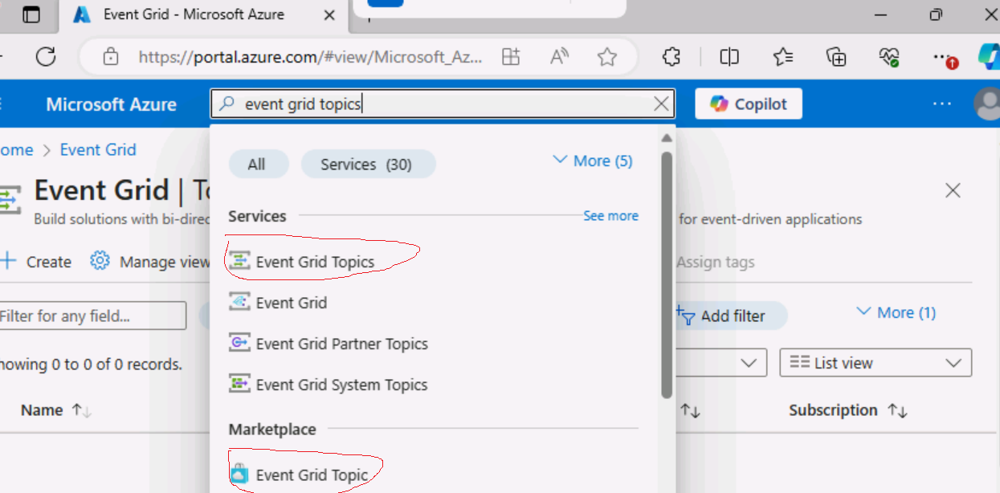 Event Grid - Microsoft Azure
https://portal.azure.com/#view/Microsoft_Az...
Microsoft Azure
event grid topics
Copilot
ome > Event Grid
All
Services (30)
More (5)
Event Grid | To
Build solutions with bi-direc
for event-driven applications
Services
See more
+ Create
Manage view
Assign tags
Event Grid Topics
Event Grid
Event Grid Partner Topics
Event Grid System Topics
Filter for any field...
Add filter
More (1)
howing 0 to 0 of 0 records.
List view
Name ↑↓
↑↓
Subscription ↑↓
Marketplace
Event Grid Topic